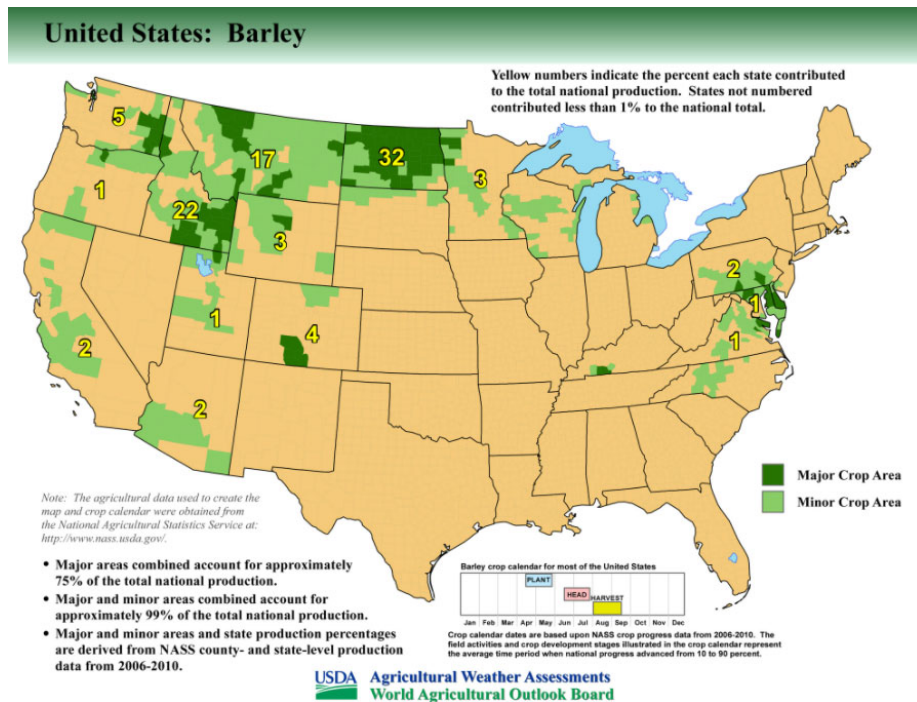 United States: Barley
Yellow numbers indicate the percent each state contributed
to the total national production. States not numbered
contributed less than 1% to the national total.
5
17
32
3
1
22
3
2
1
1
4
1
2
2
Major Crop Area
Minor Crop Area
Note: The agricultural data used to create the
map and crop calendar were obtained from
the National Agricultural Statistics Service at:
http://www.nass.usda.gov/.
• Major areas combined account for approximately
75% of the total national production.
• Major and minor areas combined account for
approximately 99% of the total national production.
• Major and minor areas and state production percentages
are derived from NASS county- and state-level production
data from 2006-2010.
Barley crop calendar for most of the United States
PLANT
HEAD
HARVEST
Jan Feb Mar Apr May Jun Jul Aug Sep Oct Nov Dec
Crop calendar dates are based upon NASS crop progress data from 2006-2010. The
field activities and crop development stages illustrated in the crop calendar represent
the average time period when national progress advanced from 10 to 90 percent.
USDA Agricultural Weather Assessments
World Agricultural Outlook Board